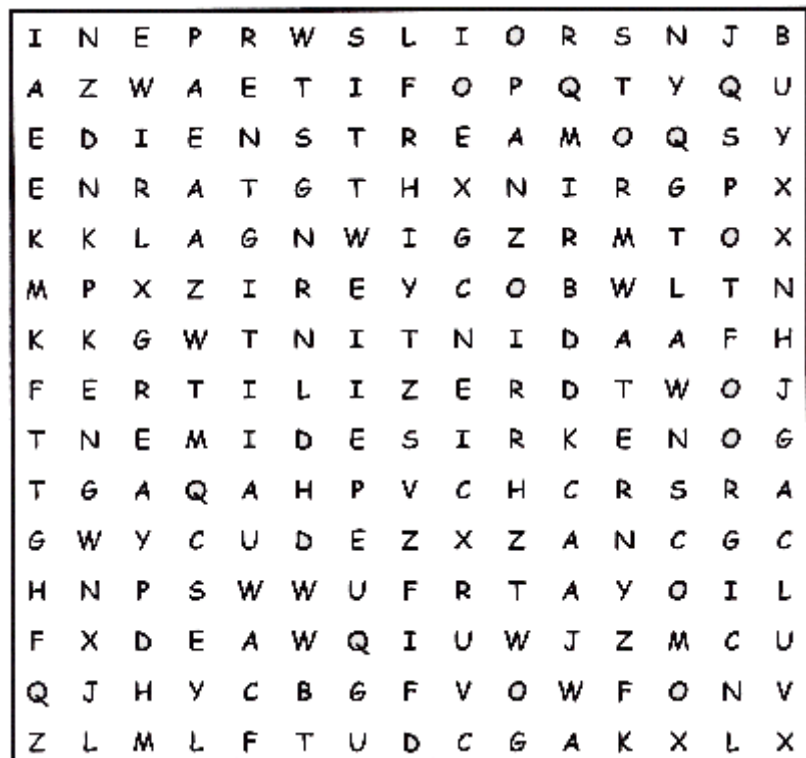 I N E P R W S L I O R S N J B
A Z W A E T I F O P Q T Y Q U
E D I E N S T R E A M O Q S Y
E N R A T G T H X N I R G P X
K K L A G N W I G Z R M T O X
M P X Z I R E Y C O B W L T N
K K G W T N I T N I D A A F H
F E R T I L I Z E R D T W O J
T N E M I D E S I R K E N O G
T G A Q A H P V C H C R S R A
G W Y C U D E Z X Z A N C G C
H N P S W W U F R T A Y O I L
F X D E A W Q I U W J Z M C U
Q J H Y C B G F V O W F O N V
Z L M L F T U D C G A K X L X